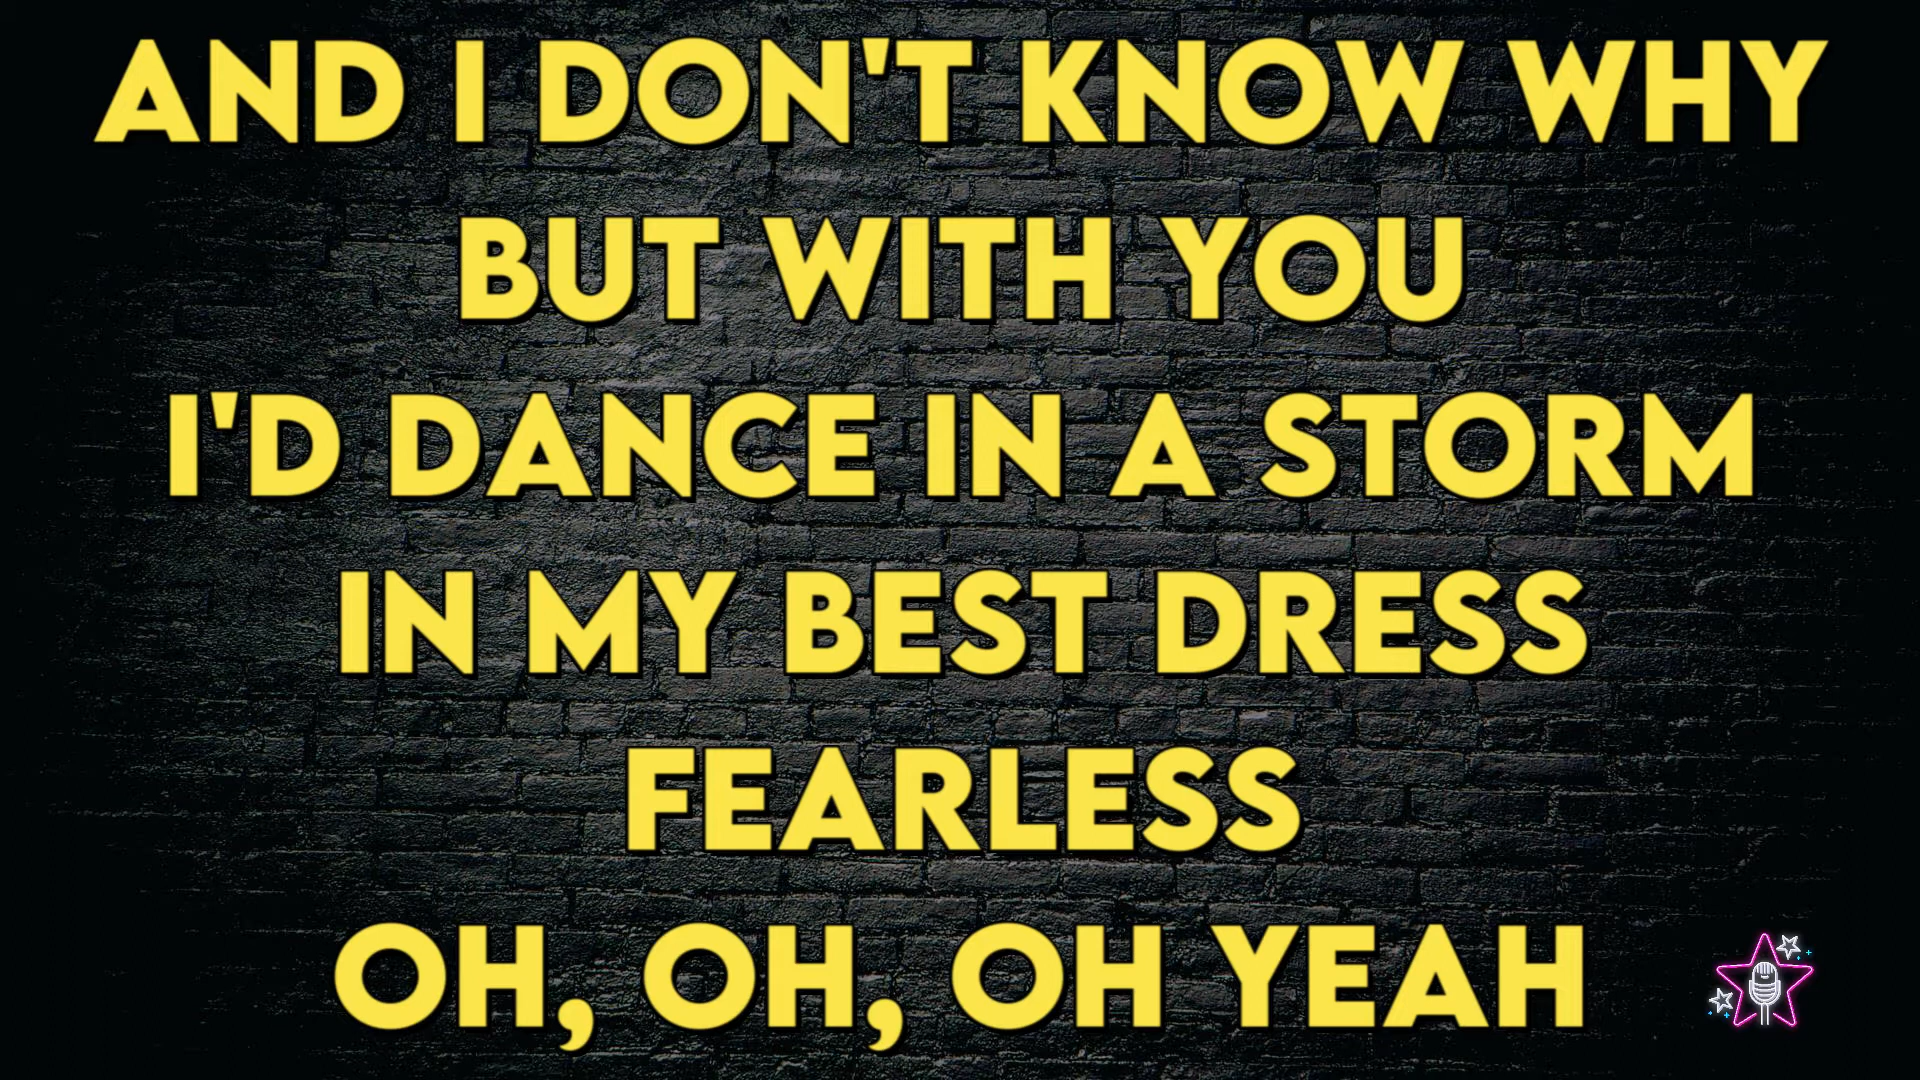 AND I DON'T KNOW WHY
BUT WITH YOU
I'D DANCE IN A STORM
IN MY BEST DRESS
FEARLESS
OH, OH, OH YEAH